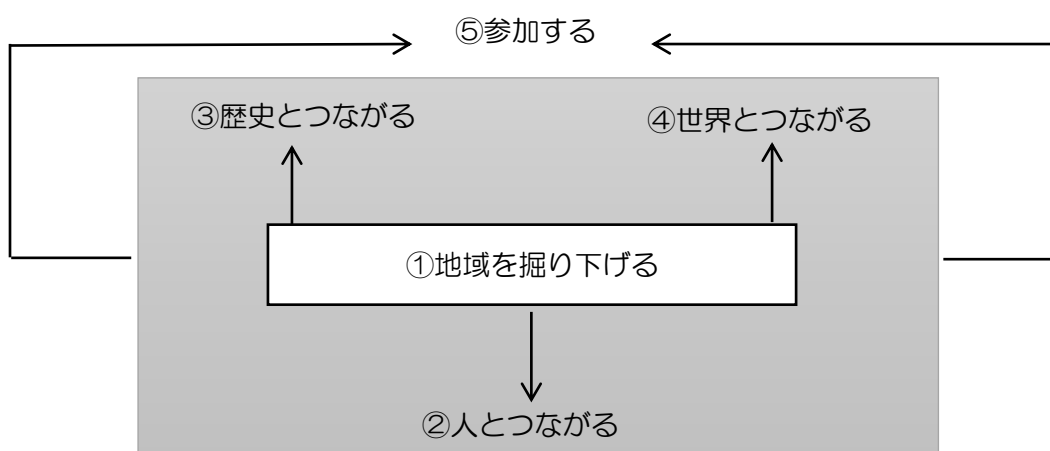 ⑤参加する
③歴史とつながる
④世界とつながる
①地域を掘り下げる
②人とつながる